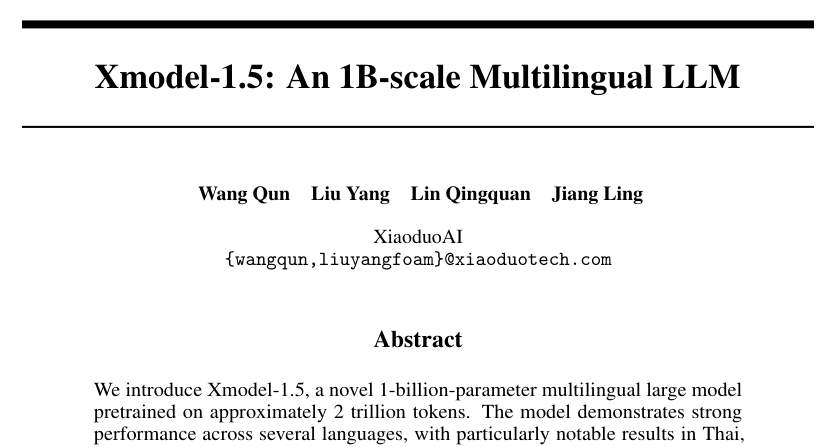 Xmodel-1.5: An 1B-scale Multilingual LLM
Wang Qun Liu Yang Lin Qingquan Jiang Ling
XiaoduoAI
{wangqun,liuyangfoam}@xiaoduotech.com
Abstract
We introduce Xmodel-1.5, a novel 1-billion-parameter multilingual large model
pretrained on approximately 2 trillion tokens. The model demonstrates strong
performance across several languages, with particularly notable results in Thai,